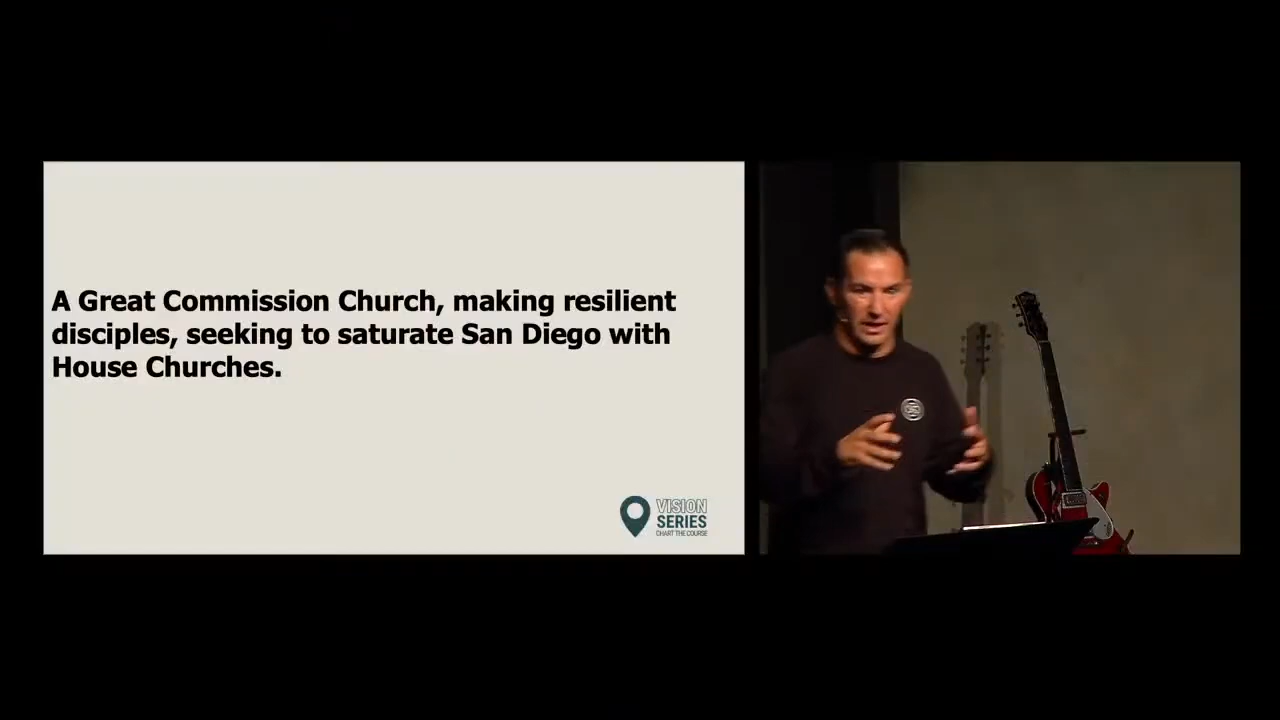 A Great Commission Church, making resilient
disciples, seeking to saturate San Diego with
House Churches.
VISION
SERIES
CHART THE COURSE